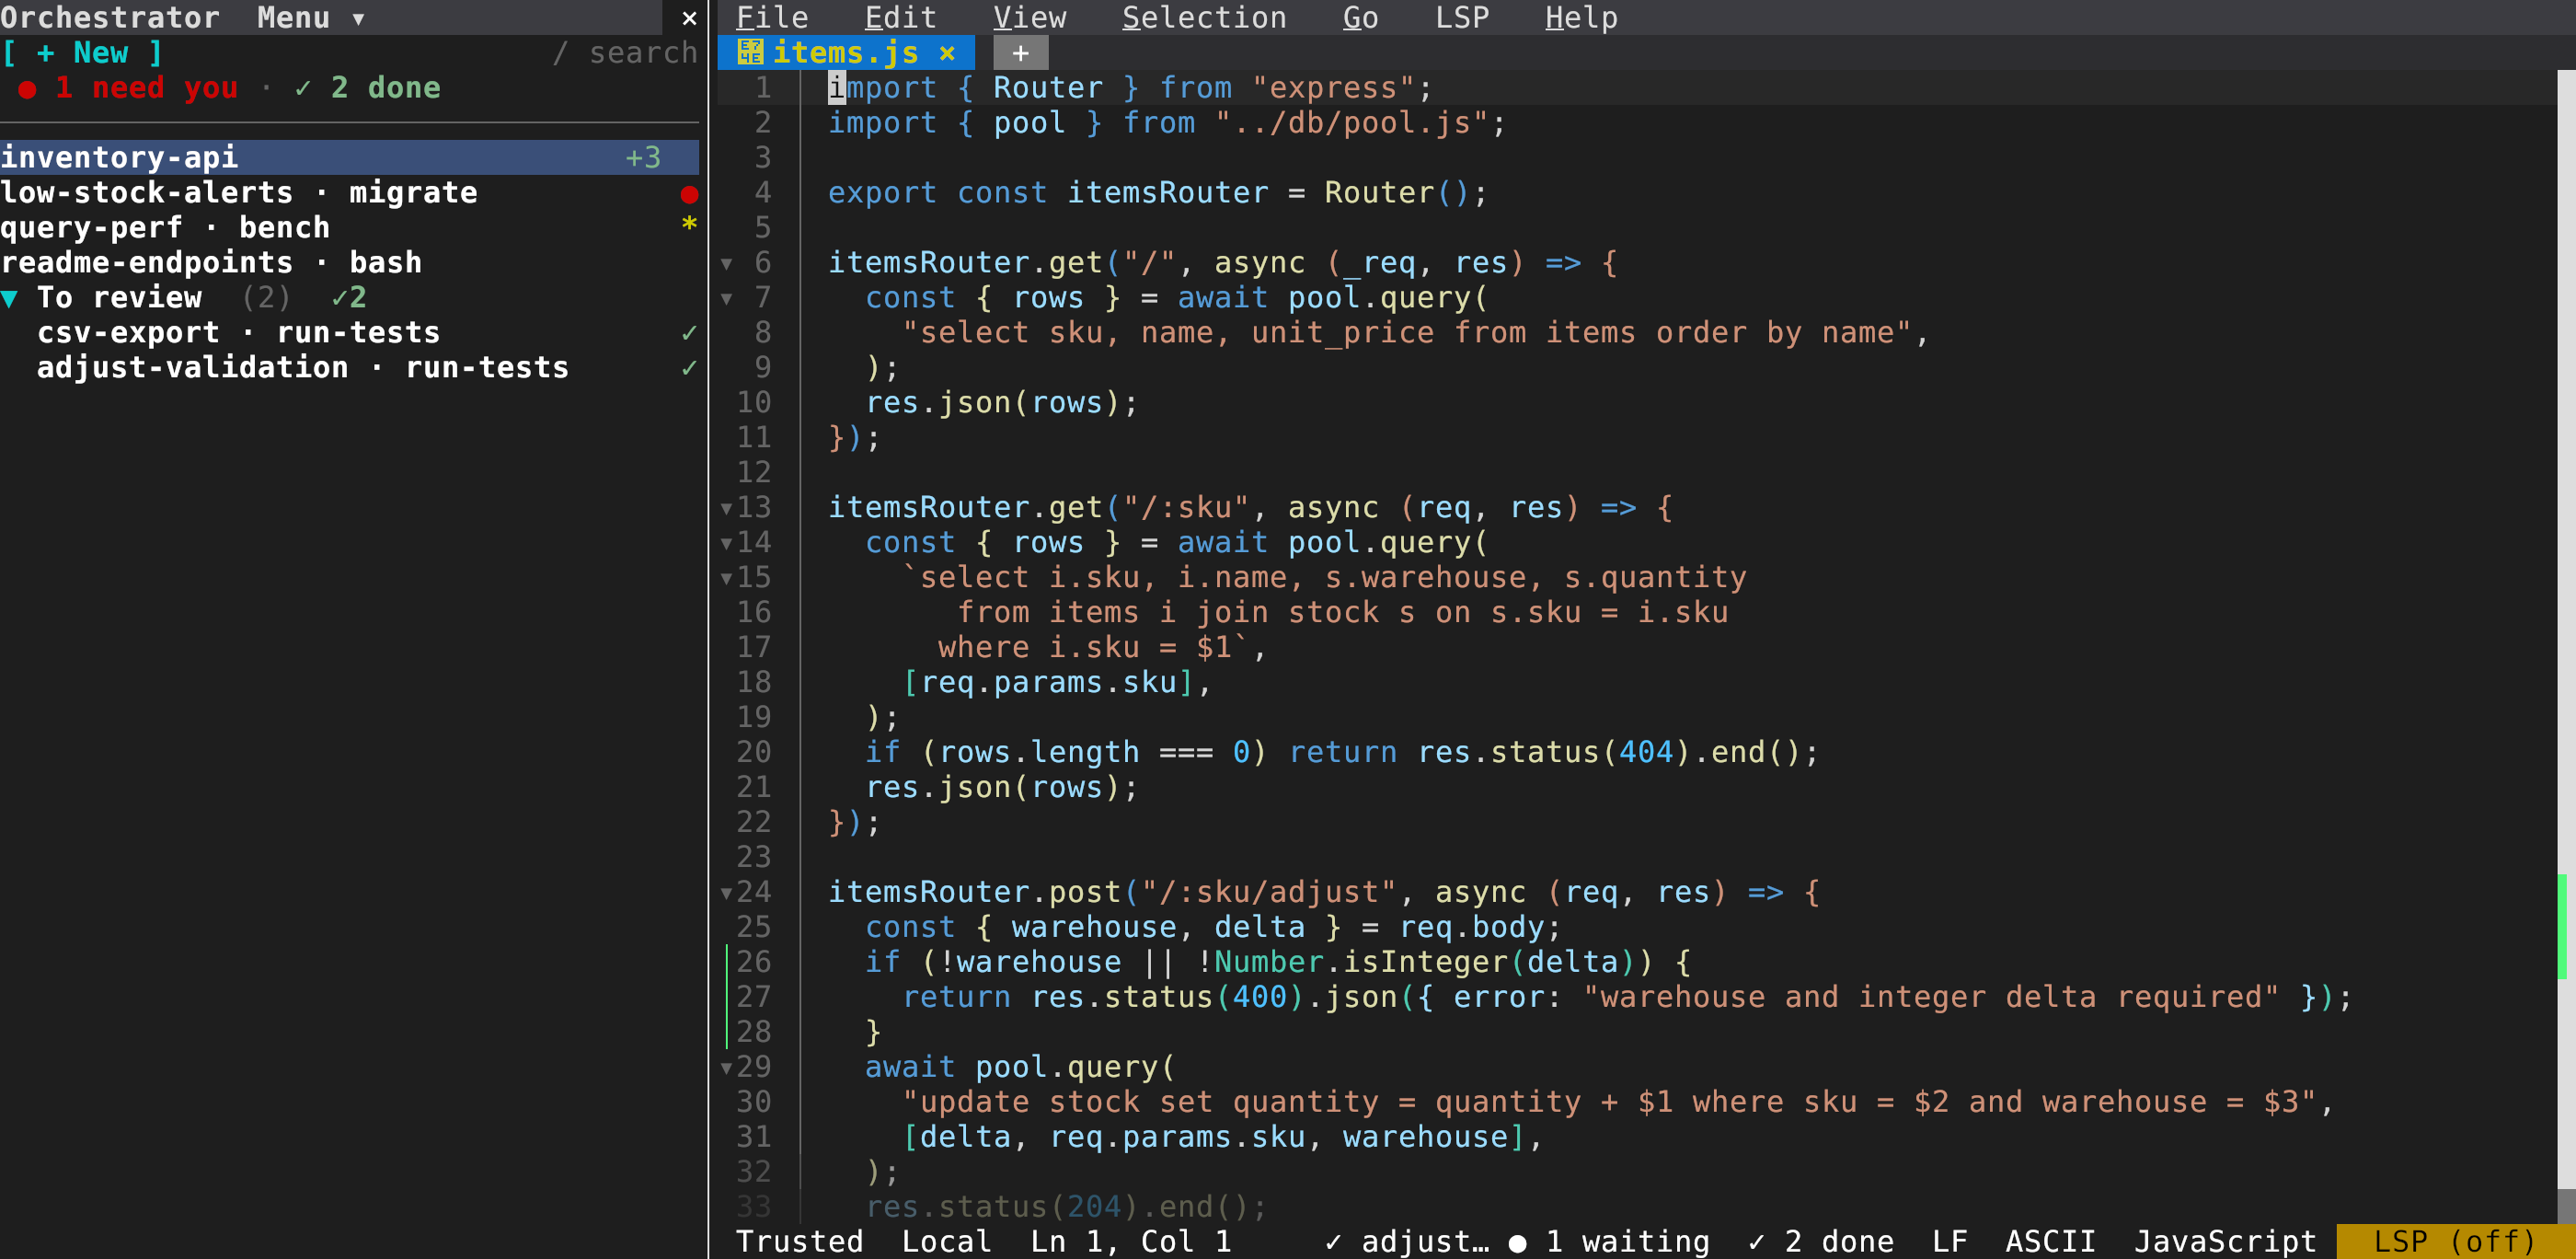 Orchestrator  Menu ▾  ×
[ + New ]  / search
● 1 need you · ✓ 2 done
inventory-api  +3
low-stock-alerts · migrate  ●
query-perf · bench  *
readme-endpoints · bash
▼ To review  (2)  ✓2
csv-export · run-tests  ✓
adjust-validation · run-tests  ✓
File  Edit  View  Selection  Go  LSP  Help
items.js ×  +
1  import { Router } from "express";
2  import { pool } from "../db/pool.js";
3
4  export const itemsRouter = Router();
5
▾ 6  itemsRouter.get("/", async (_req, res) => {
▾ 7    const { rows } = await pool.query(
8      "select sku, name, unit_price from items order by name",
9    );
10    res.json(rows);
11  });
12
▾13  itemsRouter.get("/:sku", async (req, res) => {
▾14    const { rows } = await pool.query(
▾15      `select i.sku, i.name, s.warehouse, s.quantity
16         from items i join stock s on s.sku = i.sku
17        where i.sku = $1`,
18      [req.params.sku],
19    );
20    if (rows.length === 0) return res.status(404).end();
21    res.json(rows);
22  });
23
▾24  itemsRouter.post("/:sku/adjust", async (req, res) => {
25    const { warehouse, delta } = req.body;
26    if (!warehouse || !Number.isInteger(delta)) {
27      return res.status(400).json({ error: "warehouse and integer delta required" });
28    }
▾29    await pool.query(
30      "update stock set quantity = quantity + $1 where sku = $2 and warehouse = $3",
31      [delta, req.params.sku, warehouse],
32    );
33    res.status(204).end();
Trusted  Local  Ln 1, Col 1  ✓ adjust… ● 1 waiting  ✓ 2 done  LF  ASCII  JavaScript  LSP (off)